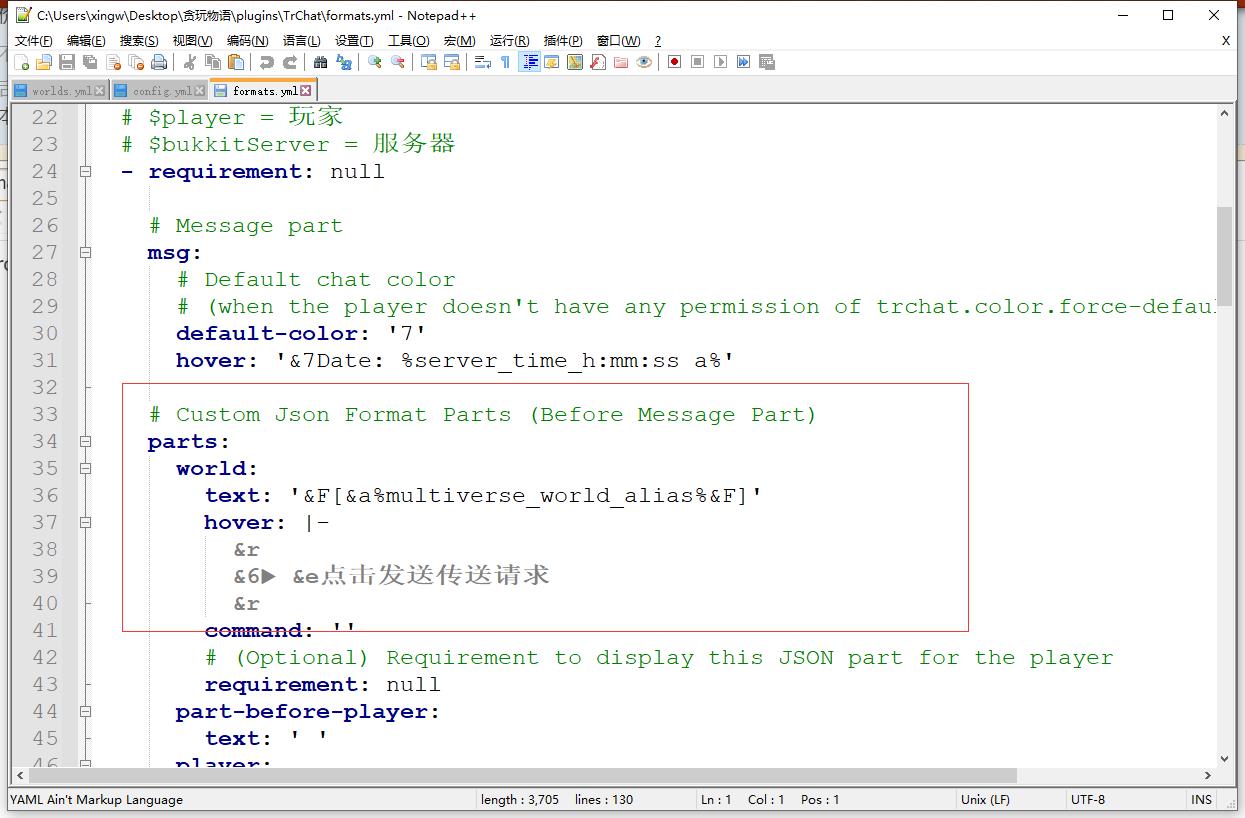 C:\Users\xingw\Desktop\贪玩物语\plugins\TrChat\formats.yml - Notepad++
文件(F) 编辑(E) 搜索(S) 视图(V) 编码(N) 语言(L) 设置(T) 工具(O) 宏(M) 运行(R) 插件(P) 窗口(W) ? X
worlds.yml config.yml formats.yml
22 # $player = 玩家
23 # $bukkitServer = 服务器
24 - requirement: null
25
26 # Message part
27 msg:
28 # Default chat color
29 # (when the player doesn't have any permission of trchat.color.force-defau
30 default-color: '7'
31 hover: '&7Date: %server_time_h:mm:ss a%'
32
33 # Custom Json Format Parts (Before Message Part)
34 parts:
35 world:
36 text: '&F[&a%multiverse_world_alias%&F]'
37 hover: |-
38 &r
39 &6▶ &e点击发送传送请求
40 &r
41 command: ''
42 # (Optional) Requirement to display this JSON part for the player
43 requirement: null
44 part-before-player:
45 text: ' '
46 player:
YAML Ain't Markup Language length : 3,705 lines : 130 Ln : 1 Col : 1 Pos : 1 Unix (LF) UTF-8 INS